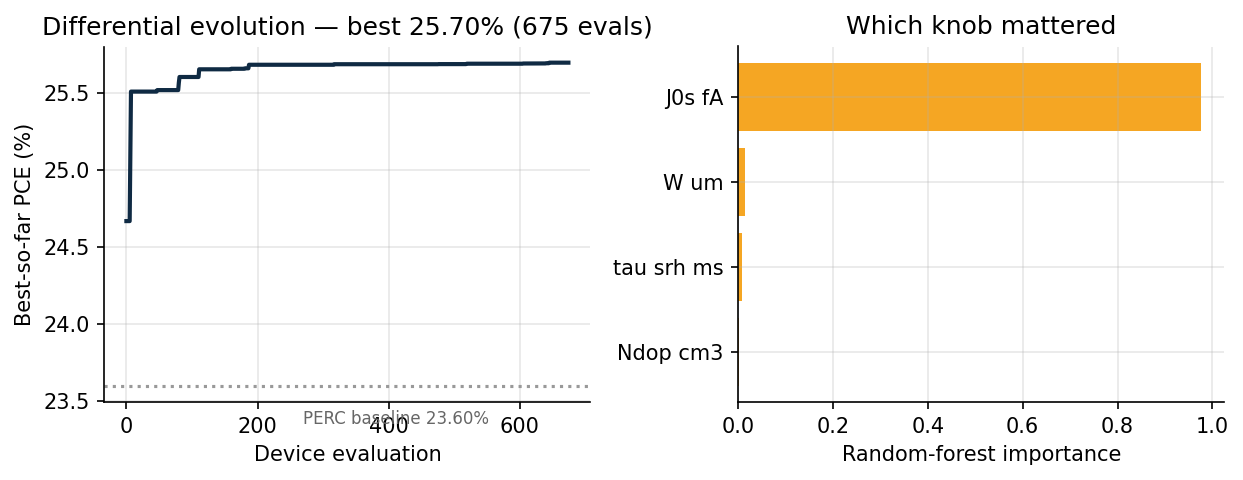 Differential evolution — best 25.70% (675 evals)
Best-so-far PCE (%)
25.5
25.0
24.5
24.0
23.5
PERC baseline 23.60%
0
200
400
600
Device evaluation
Which knob mattered
J0s fA
W um
tau srh ms
Ndop cm3
0.0
0.2
0.4
0.6
0.8
1.0
Random-forest importance